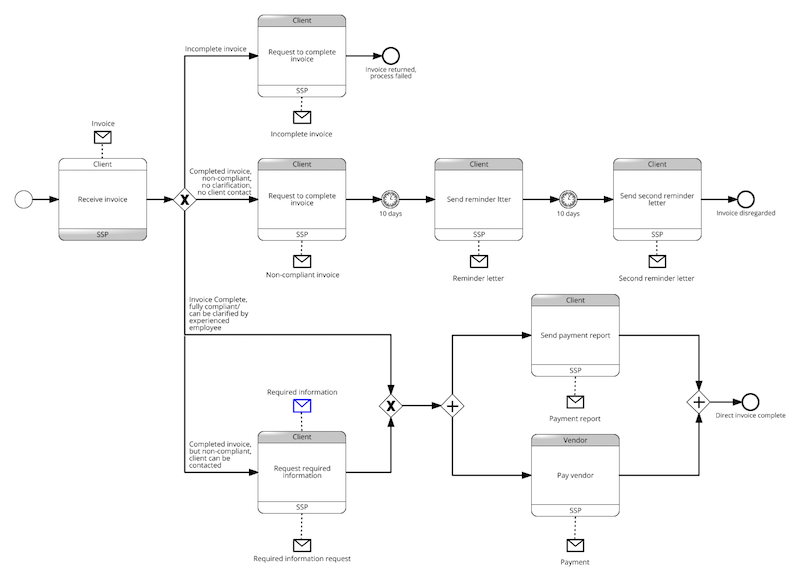 Client
Incomplete invoice
Request to complete
invoice
Invoice returned,
process failed
SSP
Incomplete invoice
Invoice
Client
Receive invoice
SSP
Completed invoice,
non-compliant,
no clarification,
no client contact
Client
Request to complete
invoice
SSP
Non-compliant invoice
10 days
Client
Send reminder ltter
SSP
Reminder letter
10 days
Client
Send second reminder
letter
SSP
Second reminder letter
Invoice disregarded
Invoice Complete,
fully compliant/
can be clarified by
experienced
employee
Client
Send payment report
SSP
Payment report
Required information
Client
Completed invoice,
but non-compliant,
client can be
contacted
Request required
information
SSP
Required information request
Vendor
Pay vendor
SSP
Payment
Direct invoice complete